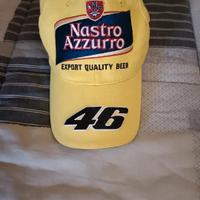 Nastro
Azzurro
EXPORT QUALITY BEER
46